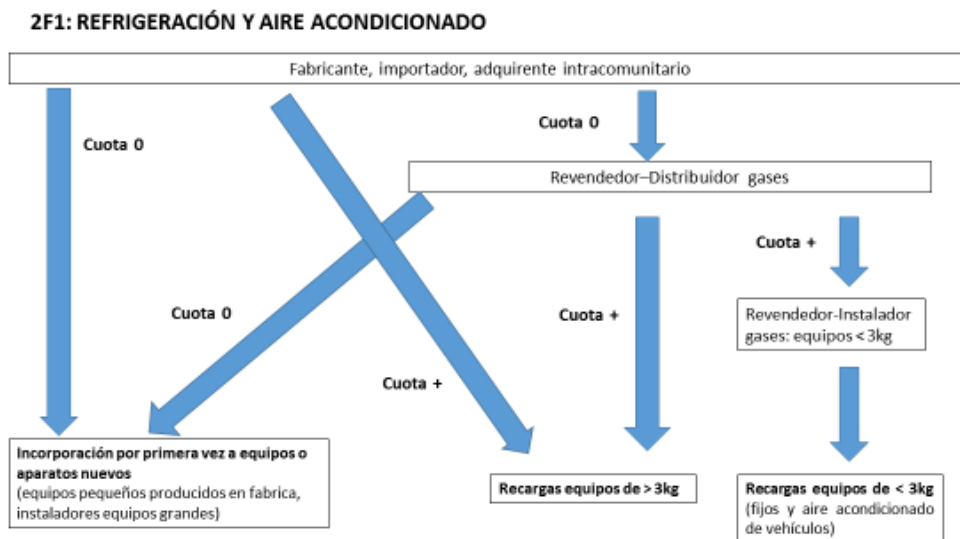 2F1: REFRIGERACIÓN Y AIRE ACONDICIONADO
Fabricante, importador, adquirente intracomunitario
Cuota 0
Cuota 0
Revendedor–Distribuidor gases
Cuota +
Cuota 0
Cuota +
Revendedor-Instalador
gases: equipos < 3kg
Cuota +
Incorporación por primera vez a equipos o
aparatos nuevos
(equipos pequeños producidos en fabrica,
instaladores equipos grandes)
Recargas equipos de > 3kg
Recargas equipos de < 3kg
(fijos y aire acondicionado
de vehículos)